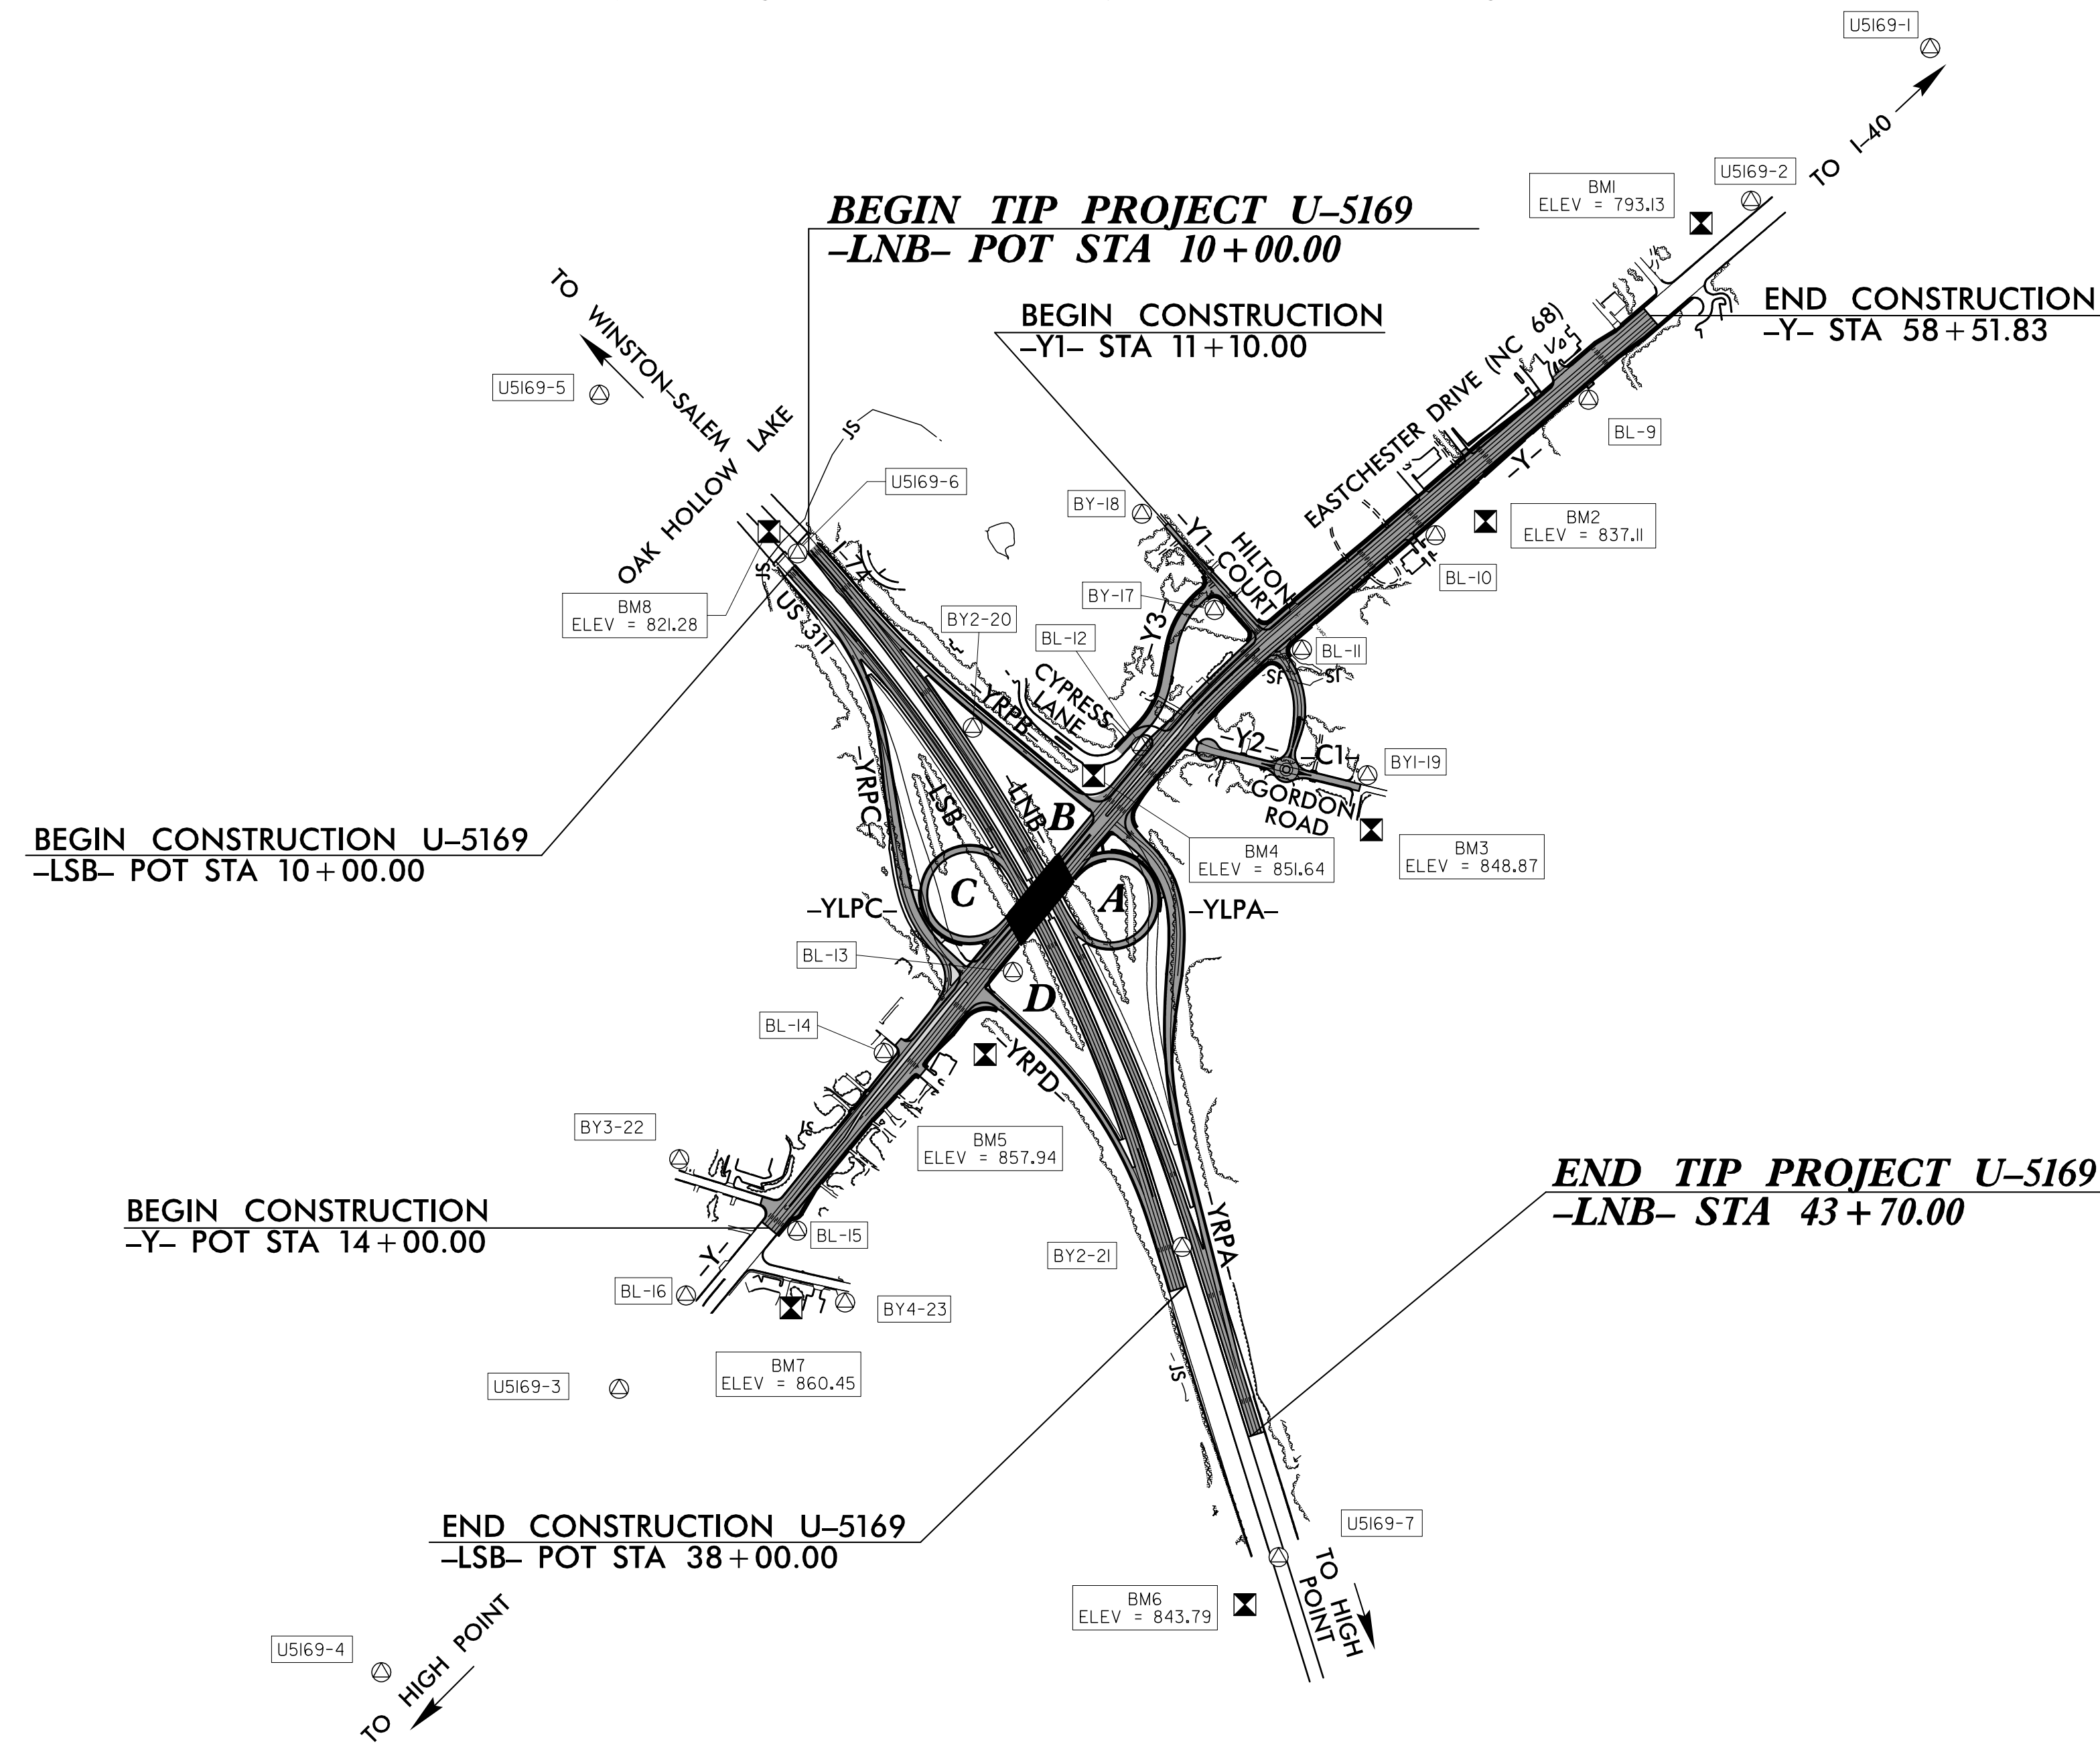 U5169-1
TO I-40
U5169-2
BM1
ELEV = 793.13
BEGIN TIP PROJECT U-5169
-LNB- POT STA 10+00.00
BEGIN CONSTRUCTION
-Y1- STA 11+10.00
END CONSTRUCTION
-Y- STA 58+51.83
TO WINSTON-SALEM
U5169-5
OAK HOLLOW LAKE
JS
U5169-6
EASTCHESTER DRIVE (NC 68)
BL-9
-Y-
BY-18
-Y1-
HILTON
COURT
BM2
ELEV = 837.11
BL-10
I-74
JS
US 311
BM8
ELEV = 821.28
BY-17
BY2-20
BL-12
-Y3-
BL-11
CYPRESS
LANE
-YRPB-
-YRPC-
-LSB-
-LNB-
B
-Y2-
-C1-
BY1-19
GORDON
ROAD
BM4
ELEV = 851.64
BM3
ELEV = 848.87
BEGIN CONSTRUCTION U-5169
-LSB- POT STA 10+00.00
C
A
-YLPC-
-YLPA-
BL-13
D
BL-14
-YRPD-
BY3-22
JS
BM5
ELEV = 857.94
BEGIN CONSTRUCTION
-Y- POT STA 14+00.00
END TIP PROJECT U-5169
-LNB- STA 43+70.00
-Y-
BL-15
BY2-21
-YRPA-
BL-16
BY4-23
BM7
ELEV = 860.45
U5169-3
-JS-
END CONSTRUCTION U-5169
-LSB- POT STA 38+00.00
U5169-7
TO HIGH
POINT
BM6
ELEV = 843.79
U5169-4
TO HIGH POINT